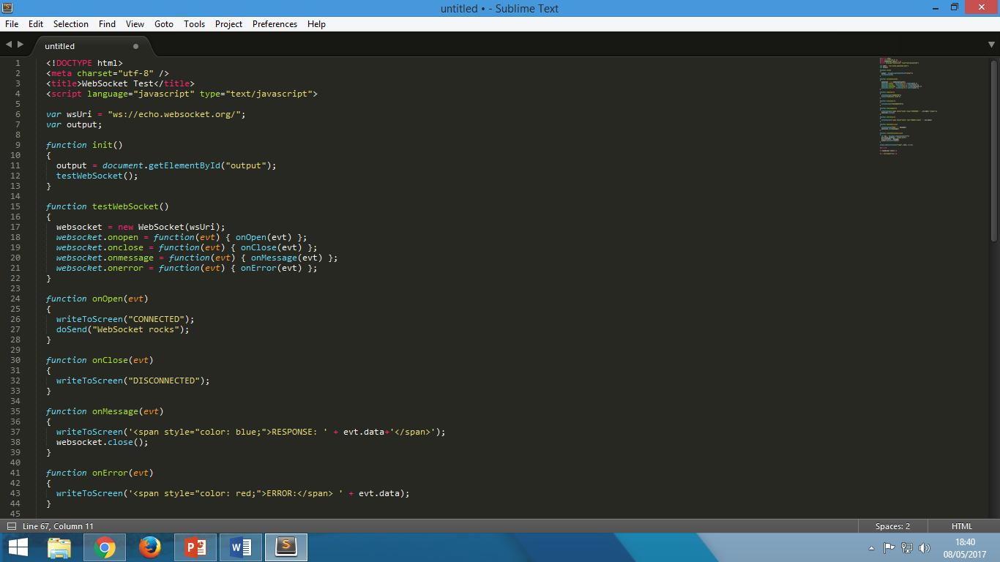 untitled • - Sublime Text
File Edit Selection Find View Goto Tools Project Preferences Help
untitled
1 <!DOCTYPE html>
2 <meta charset="utf-8" />
3 <title>WebSocket Test</title>
4 <script language="javascript" type="text/javascript">
5
6 var wsUri = "ws://echo.websocket.org/";
7 var output;
8
9 function init()
10 {
11 output = document.getElementById("output");
12 testWebSocket();
13 }
14
15 function testWebSocket()
16 {
17 websocket = new WebSocket(wsUri);
18 websocket.onopen = function(evt) { onOpen(evt) };
19 websocket.onclose = function(evt) { onClose(evt) };
20 websocket.onmessage = function(evt) { onMessage(evt) };
21 websocket.onerror = function(evt) { onError(evt) };
22 }
23
24 function onOpen(evt)
25 {
26 writeToScreen("CONNECTED");
27 doSend("WebSocket rocks");
28 }
29
30 function onClose(evt)
31 {
32 writeToScreen("DISCONNECTED");
33 }
34
35 function onMessage(evt)
36 {
37 writeToScreen('<span style="color: blue;">RESPONSE: ' + evt.data+'</span>');
38 websocket.close();
39 }
40
41 function onError(evt)
42 {
43 writeToScreen('<span style="color: red;">ERROR:</span> ' + evt.data);
44 }
45
Line 67, Column 11 Spaces: 2 HTML
18:40
08/05/2017